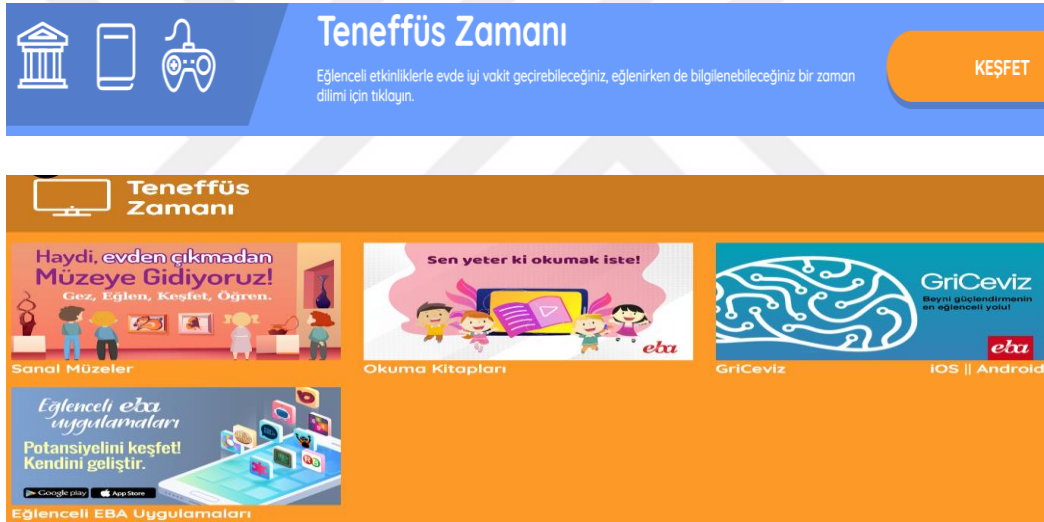 Teneffüs Zamanı
Eğlenceli etkinliklerle evde iyi vakit geçirebileceğiniz, eğlenirken de bilgilenebileceğiniz bir zaman
dilimi için tıklayın.
KEŞFET
Teneffüs
Zamanı
Haydi, evden çıkmadan
Müzeye Gidiyoruz!
Gez, Eğlen, Keşfet, Öğren.
Sanal Müzeler
Sen yeter ki okumak iste!
eba
Okuma Kitapları
GriCeviz
Beyni güçlendirmenin
en eğlenceli yolu!
eba
GriCeviz
iOS || Android
Eğlenceli eba
uygulamaları
Potansiyelini keşfet!
Kendini geliştir.
Google play
App Store
Eğlenceli EBA Uygulamaları